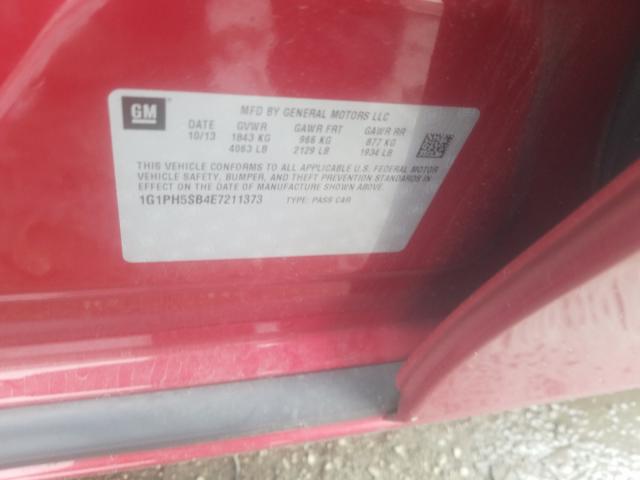 GM
MFD BY GENERAL MOTORS LLC
DATE GVWR GAWR FRT GAWR RR
10/13 1843 KG 966 KG 877 KG
4063 LB 2129 LB 1934 LB
THIS VEHICLE CONFORMS TO ALL APPLICABLE U.S. FEDERAL MOTOR
VEHICLE SAFETY, BUMPER, AND THEFT PREVENTION STANDARDS IN
EFFECT ON THE DATE OF MANUFACTURE SHOWN ABOVE.
1G1PH5SB4E7211373 TYPE: PASS CAR